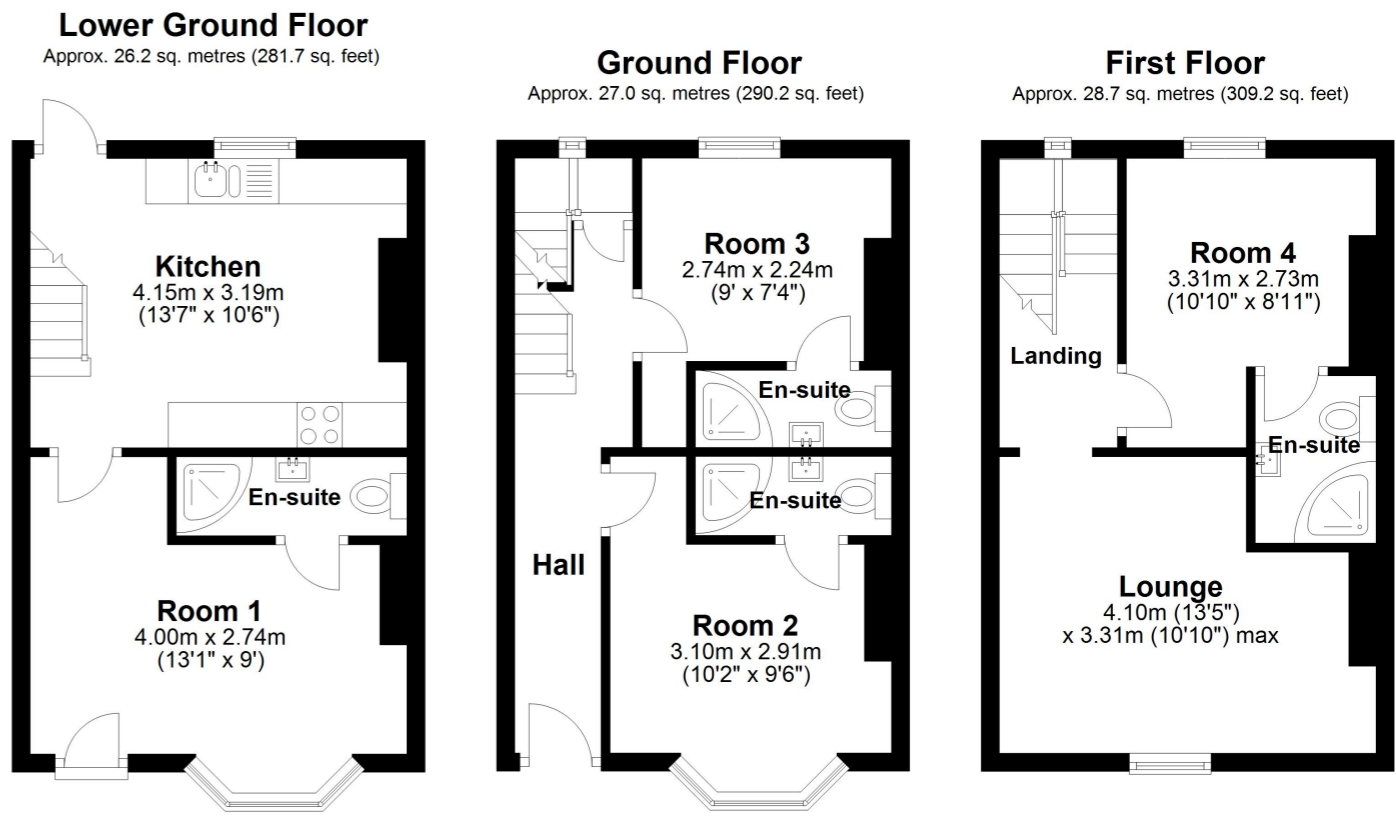 Lower Ground Floor
Approx. 26.2 sq. metres (281.7 sq. feet)
Kitchen
4.15m x 3.19m
(13'7" x 10'6")
En-suite
Room 1
4.00m x 2.74m
(13'1" x 9')
Ground Floor
Approx. 27.0 sq. metres (290.2 sq. feet)
Room 3
2.74m x 2.24m
(9' x 7'4")
En-suite
En-suite
Hall
Room 2
3.10m x 2.91m
(10'2" x 9'6")
First Floor
Approx. 28.7 sq. metres (309.2 sq. feet)
Room 4
3.31m x 2.73m
(10'10" x 8'11")
Landing
En-suite
Lounge
4.10m (13'5")
x 3.31m (10'10") max